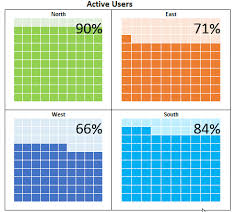 Active Users
North
East
90%
71%
West
South
66%
84%